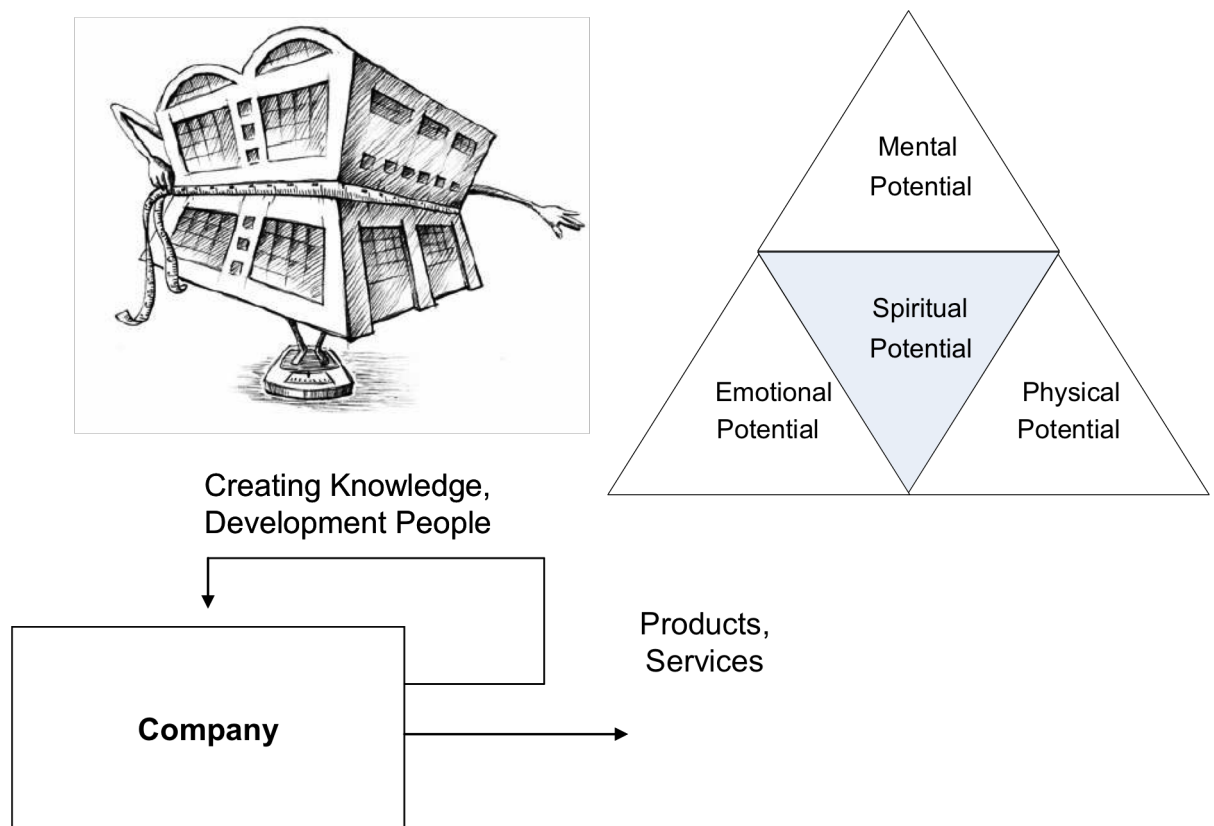 Mental
Potential
Spiritual
Potential
Emotional
Potential
Physical
Potential
Creating Knowledge,
Development People
Products,
Services
Company